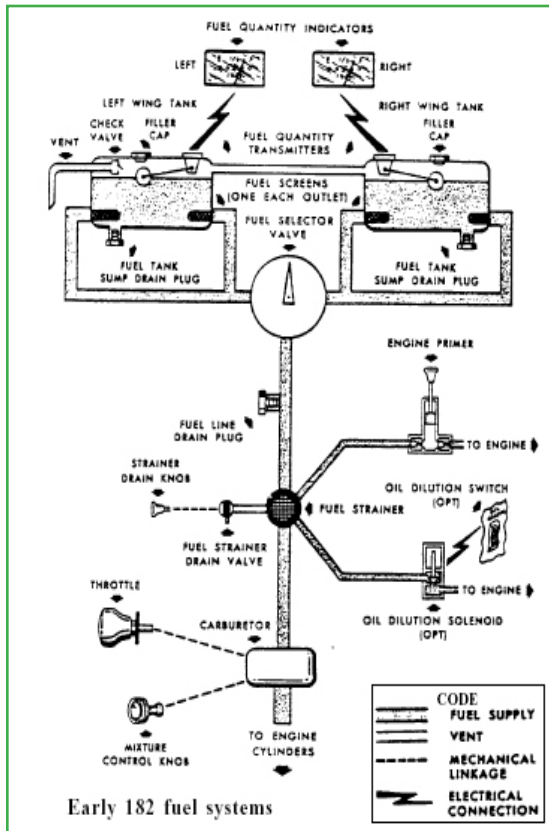 FUEL QUANTITY INDICATORS
LEFT
RIGHT
LEFT WING TANK
RIGHT WING TANK
CHECK
VALVE
FILLER
CAP
VENT
FUEL QUANTITY
TRANSMITTERS
FILLER
CAP
FUEL SCREENS
(ONE EACH OUTLET)
FUEL SELECTOR
VALVE
FUEL TANK
SUMP DRAIN PLUG
FUEL TANK
SUMP DRAIN PLUG
ENGINE PRIMER
FUEL LINE
DRAIN PLUG
TO ENGINE
STRAINER
DRAIN KNOB
FUEL STRAINER
OIL DILUTION SWITCH
(OPT)
FUEL STRAINER
DRAIN VALVE
TO ENGINE
THROTTLE
CARBURETOR
OIL DILUTION SOLENOID
(OPT)
MIXTURE
CONTROL KNOB
TO ENGINE
CYLINDERS
CODE
FUEL SUPPLY
VENT
MECHANICAL
LINKAGE
ELECTRICAL
CONNECTION
Early 182 fuel systems